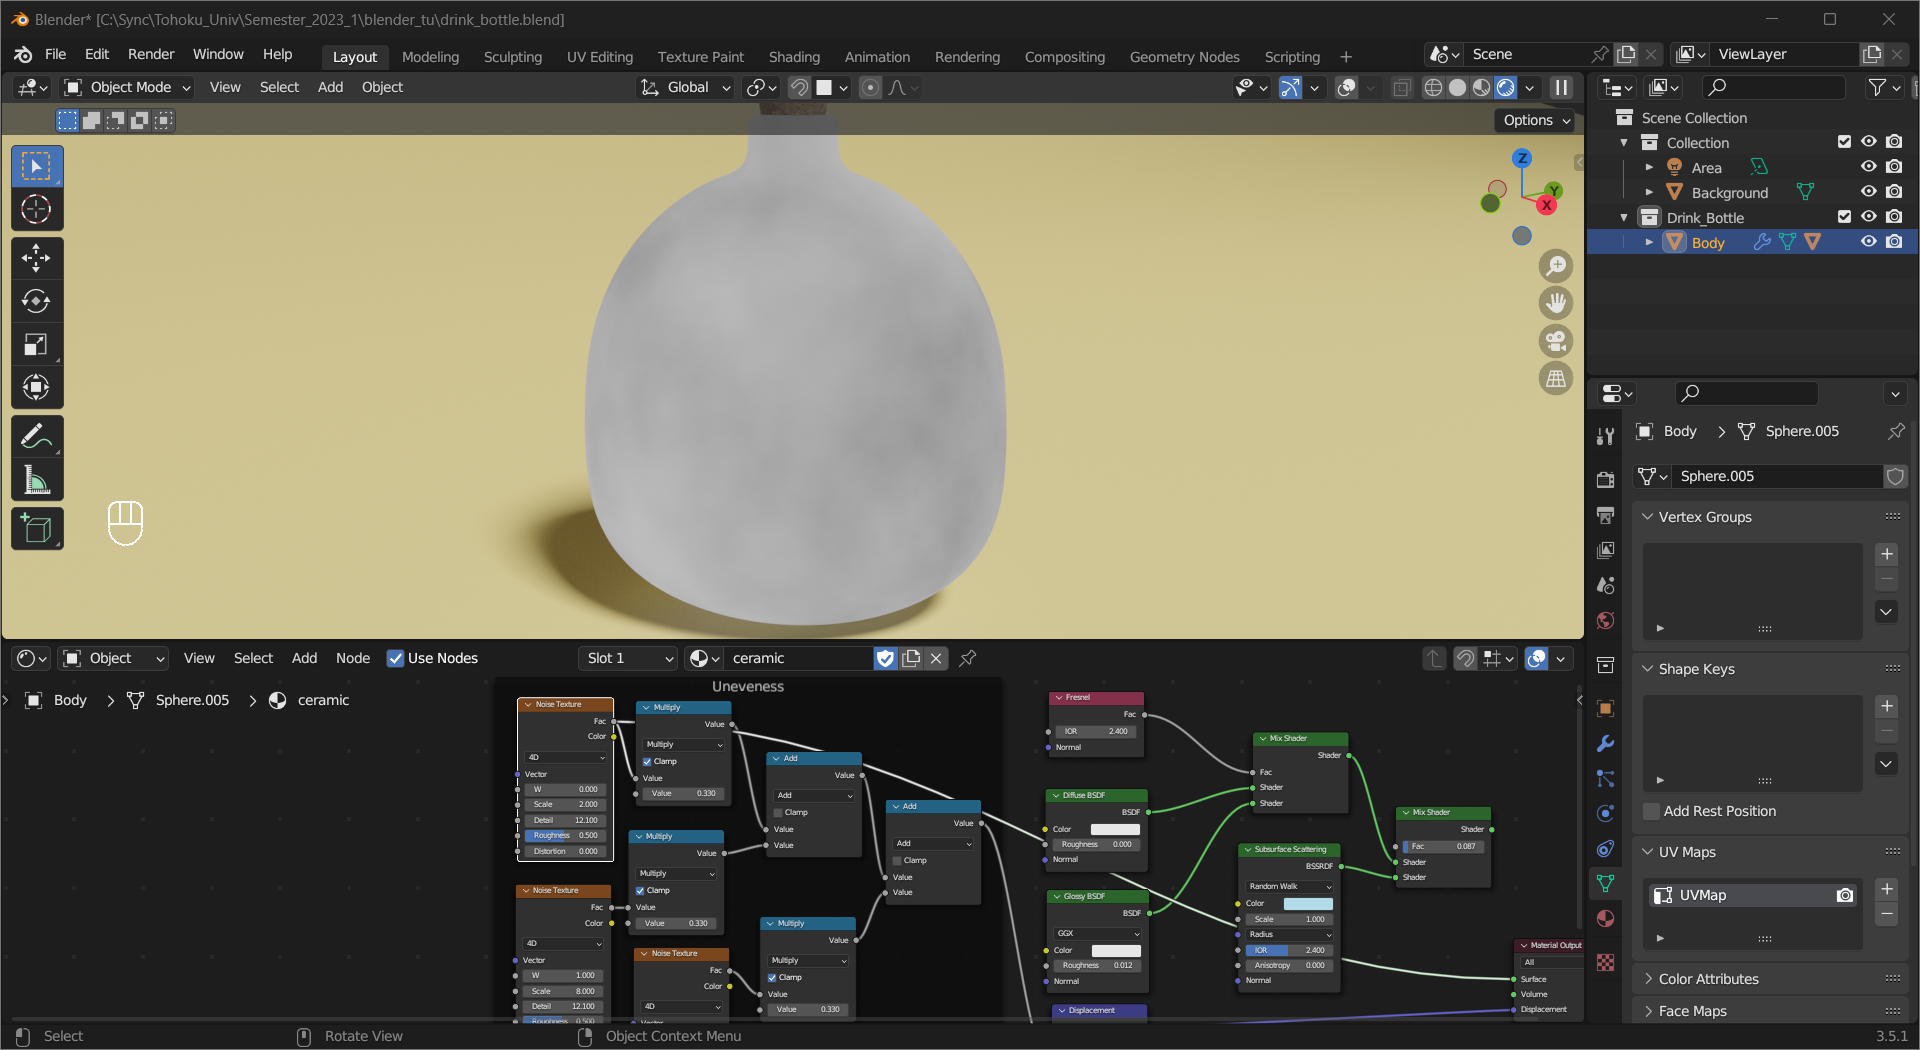 Blender* [C:\Sync\Tohoku_Univ\Semester_2023_1\blender_tu\drink_bottle.blend]
File Edit Render Window Help Layout Modeling Sculpting UV Editing Texture Paint Shading Animation Rendering Compositing Geometry Nodes Scripting + Scene ViewLayer
Object Mode View Select Add Object Global
Options
Z
Y
X
Scene Collection
Collection
Area
Background
Drink_Bottle
Body
Body > Sphere.005
Sphere.005
Vertex Groups
Shape Keys
Add Rest Position
UV Maps
UVMap
Color Attributes
Face Maps
Object View Select Add Node Use Nodes Slot 1 ceramic
Body > Sphere.005 > ceramic
Uneveness
Noise Texture
Fac
Color
4D
Vector
W 0.000
Scale 2.000
Detail 12.100
Roughness 0.500
Distortion 0.000
Multiply
Value
Multiply
Clamp
Value
Value 0.330
Add
Value
Add
Clamp
Value
Value
Add
Value
Add
Clamp
Value
Value
Multiply
Value
Multiply
Clamp
Value
Value 0.330
Noise Texture
Fac
Color
4D
Vector
W 1.000
Scale 8.000
Detail 12.100
Roughness 0.500
Noise Texture
Fac
Color
4D
Vector
Multiply
Value
Multiply
Clamp
Value
Value 0.330
Fresnel
Fac
IOR 2.400
Normal
Diffuse BSDF
BSDF
Color
Roughness 0.000
Normal
Glossy BSDF
BSDF
GGX
Color
Roughness 0.012
Normal
Displacement
Mix Shader
Shader
Fac
Shader
Shader
Subsurface Scattering
BSSRDF
Random Walk
Color
Scale 1.000
Radius
IOR 2.400
Anisotropy 0.000
Normal
Mix Shader
Shader
Fac 0.087
Shader
Shader
Material Output
All
Surface
Volume
Displacement
Select Rotate View Object Context Menu 3.5.1